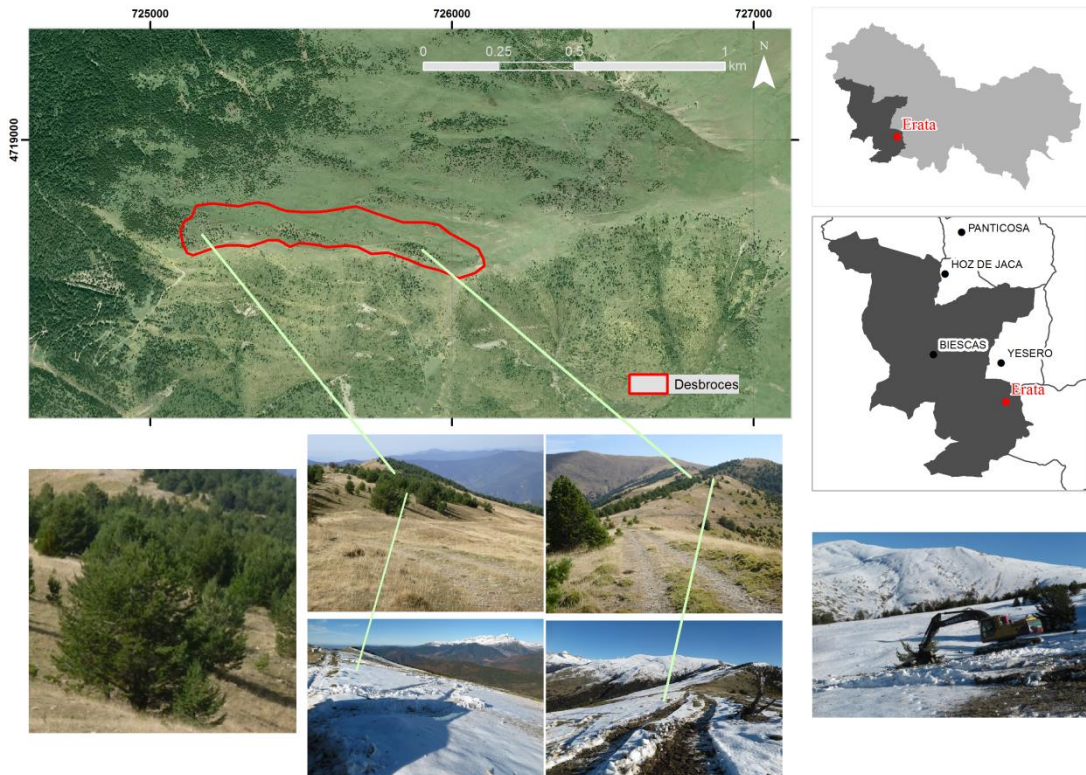 725000
726000
727000
4719000
0
0.25
0.5
1
km
N
Desbroces
Erata
PANTICOSA
HOZ DE JACA
BIESCAS
YESERO
Erata